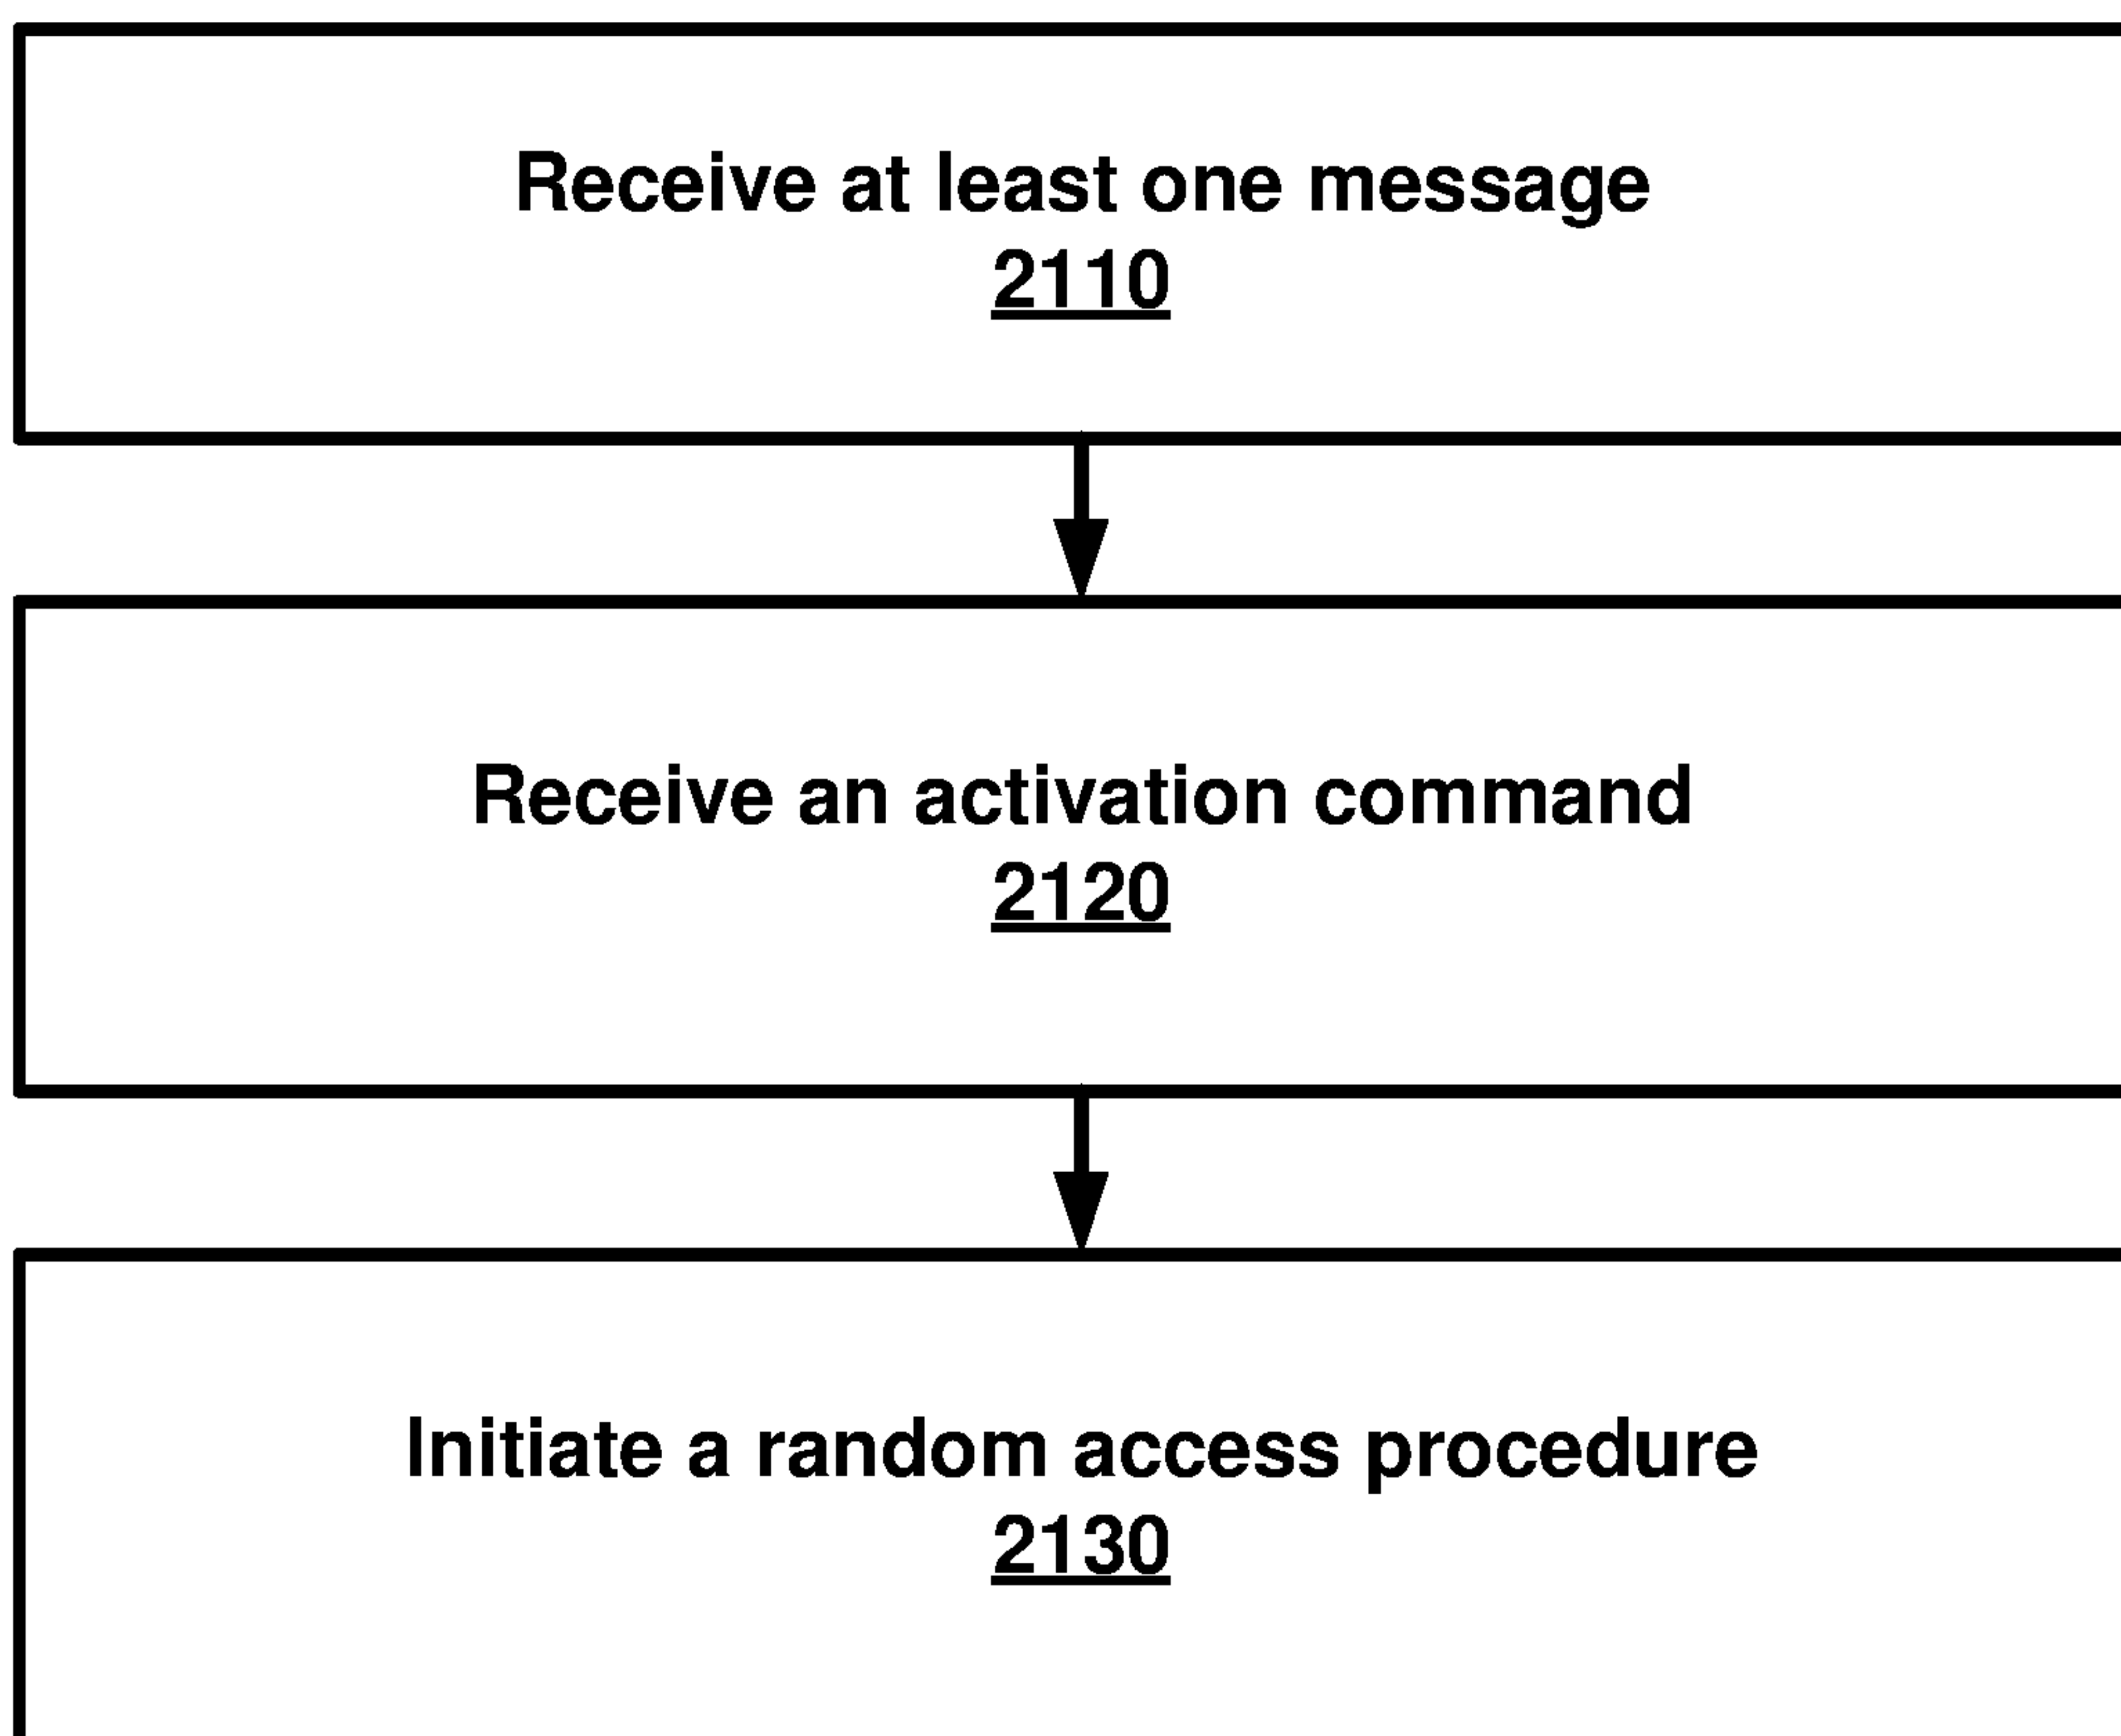 Receive at least one message
2110
Receive an activation command
2120
Initiate a random access procedure
2130